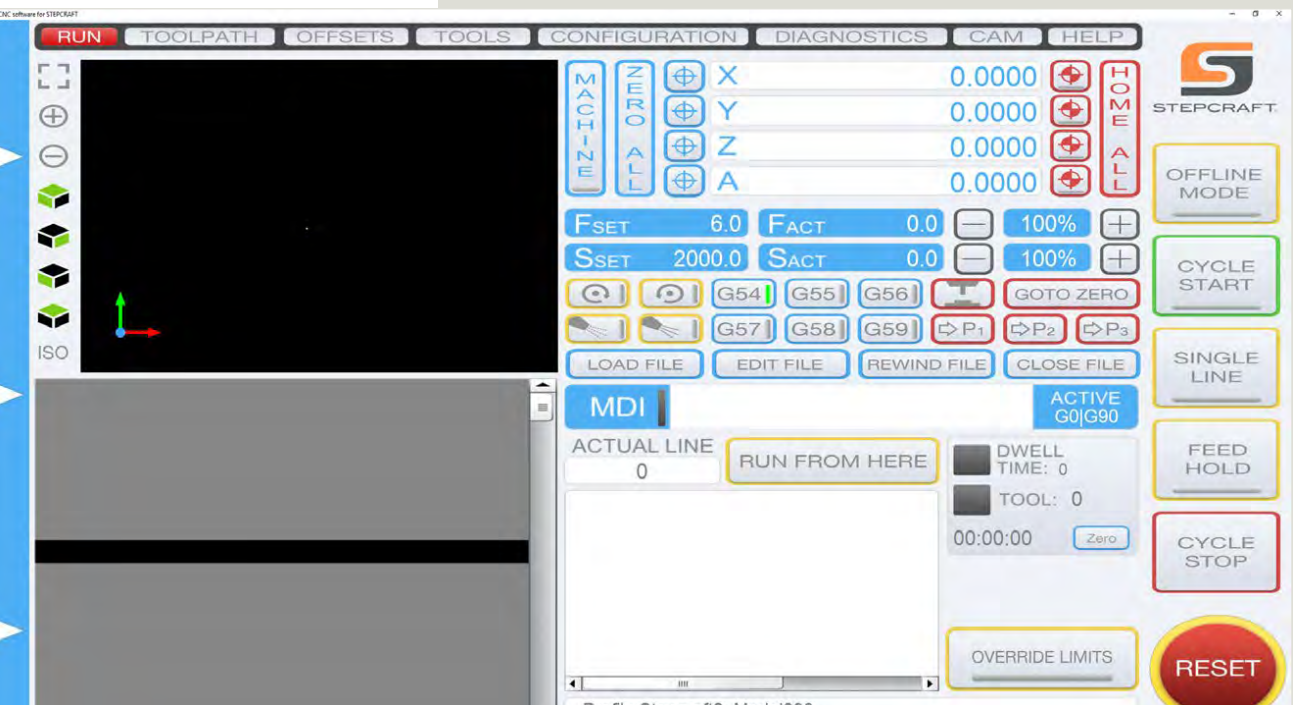 CNC software for STEPCRAFT
RUN TOOLPATH OFFSETS TOOLS CONFIGURATION DIAGNOSTICS CAM HELP
MACHINE
ZERO ALL
X 0.0000
Y 0.0000
Z 0.0000
A 0.0000
HOME ALL
STEPCRAFT
ISO
FSET 6.0 FACT 0.0 100%
SSET 2000.0 SACT 0.0 100%
G54 G55 G56 GOTO ZERO
G57 G58 G59 P1 P2 P3
LOAD FILE EDIT FILE REWIND FILE CLOSE FILE
MDI
ACTIVE
G0|G90
ACTUAL LINE
0
RUN FROM HERE
DWELL
TIME: 0
TOOL: 0
00:00:00 Zero
OVERRIDE LIMITS
OFFLINE
MODE
CYCLE
START
SINGLE
LINE
FEED
HOLD
CYCLE
STOP
RESET